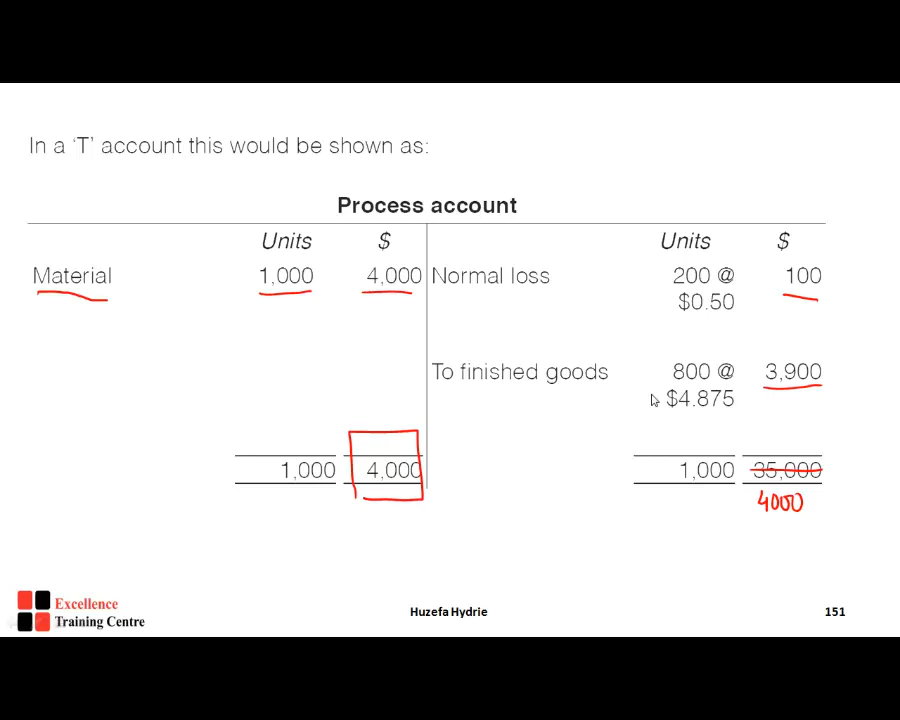 In a ‘T’ account this would be shown as:
Process account
Units $ Units $
Material 1,000 4,000 Normal loss 200 @ 100
$0.50
To finished goods 800 @ 3,900
$4.875
1,000 4,000 1,000 35,000
4000
Excellence
Training Centre
Huzefa Hydrie
151